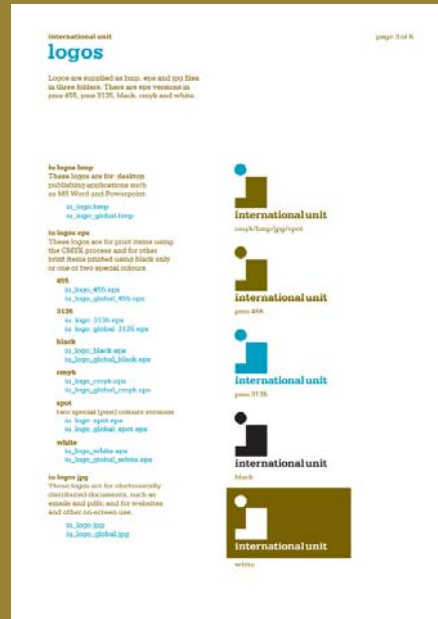 international unit
page 3 of 6
logos
Logos are supplied as bmp, eps and jpg files
in three folders. There are eps versions in
pms 455, pms 3135, black, cmyk and white.
iu logos bmp
These logos are for desktop
publishing applications such
as MS Word and Powerpoint.
iu_logo.bmp
iu_logo_global.bmp
iu logos eps
These logos are for print items using
the CMYK process and for other
print items printed using black only
or one or two special colours.
455
iu_logo_455.eps
iu_logo_global_455.eps
3135
iu_logo_3135.eps
iu_logo_global_3135.eps
black
iu_logo_black.eps
iu_logo_global_black.eps
cmyk
iu_logo_cmyk.eps
iu_logo_global_cmyk.eps
spot
two special (print) colours versions
iu_logo_spot.eps
iu_logo_global_spot.eps
white
iu_logo_white.eps
iu_logo_global_white.eps
iu logos jpg
These logos are for electronically
distributed documents, such as
emails and pdfs; and for websites
and other on-screen use.
iu_logo.jpg
iu_logo_global.jpg
international unit
cmyk/bmp/jpg/spot
international unit
pms 455
international unit
pms 3135
international unit
black
international unit
white